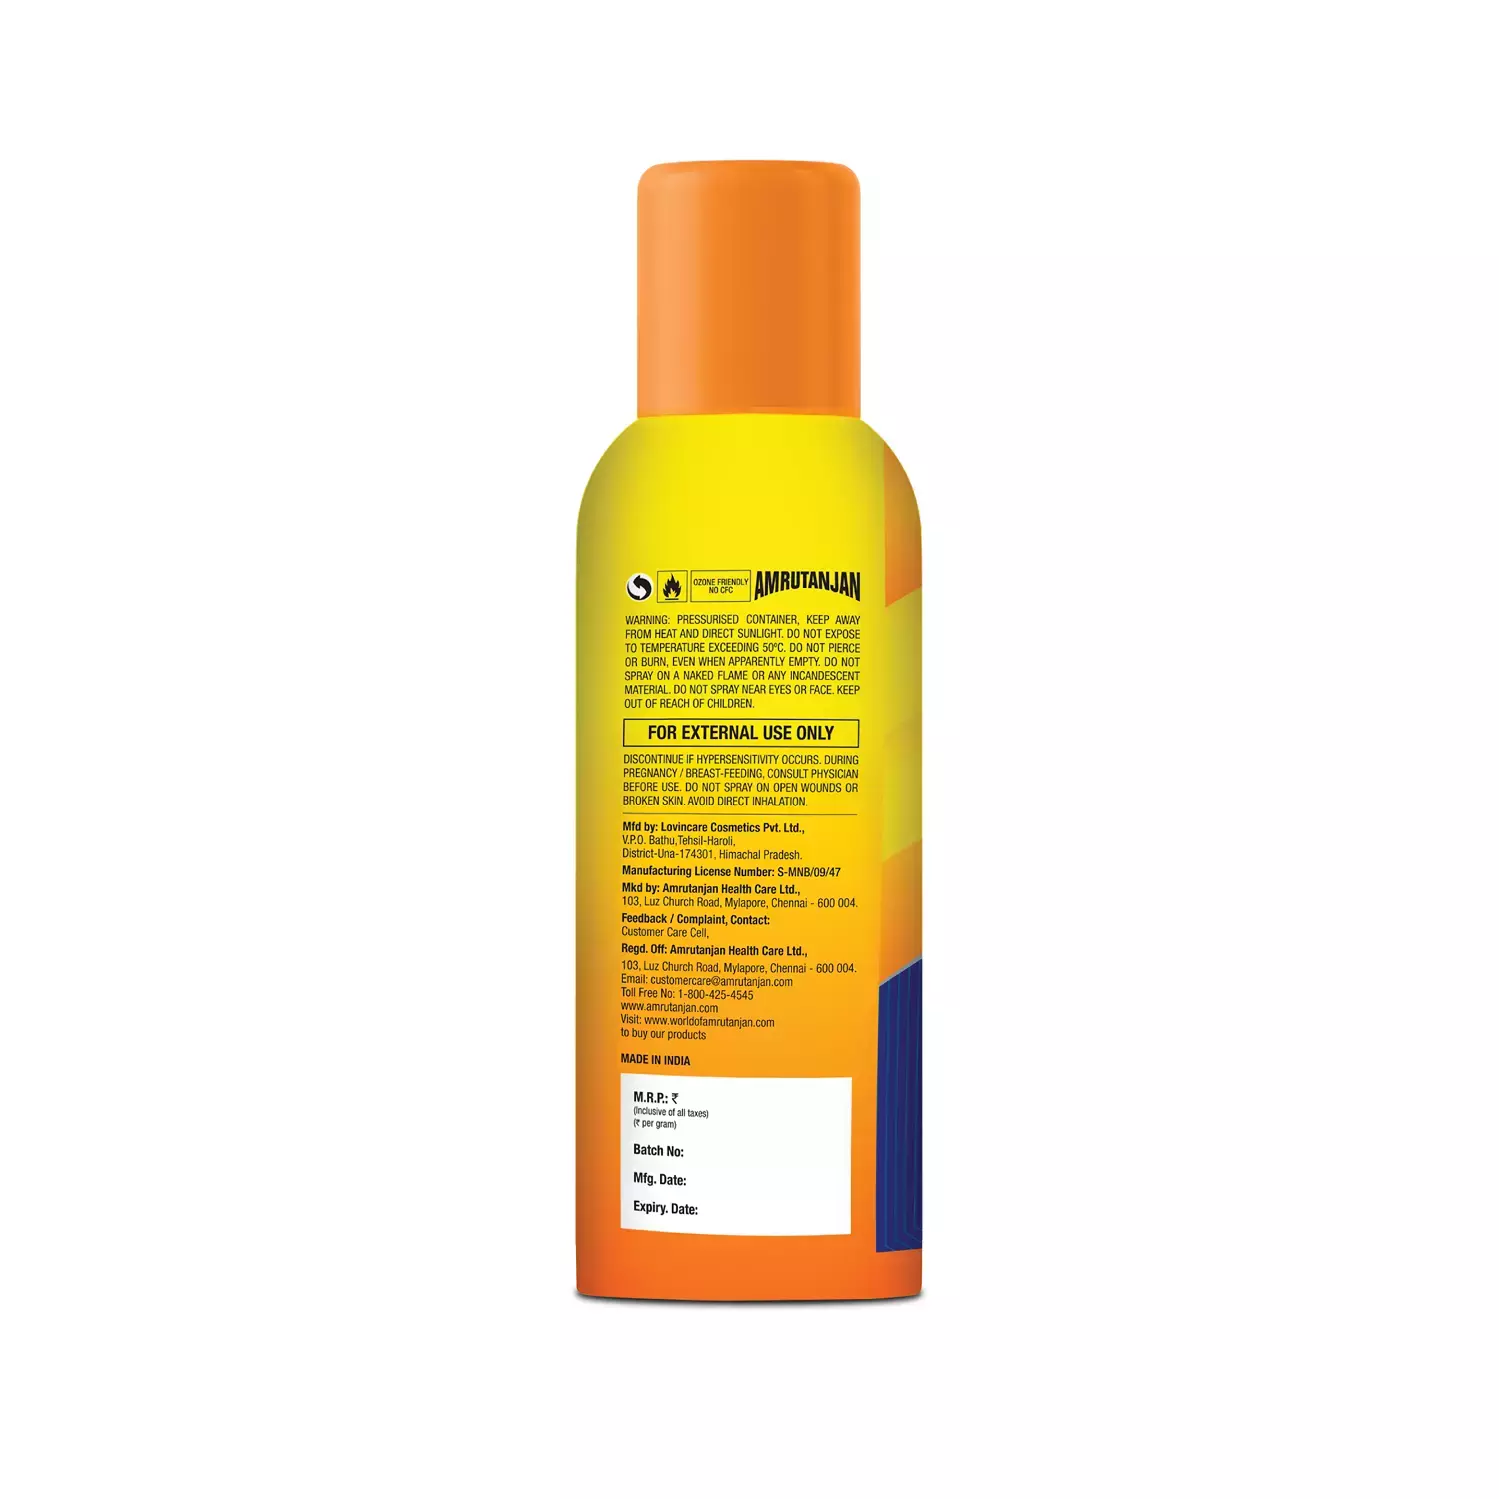 OZONE FRIENDLY
NO CFC
AMRUTANJAN
WARNING: PRESSURISED CONTAINER, KEEP AWAY
FROM HEAT AND DIRECT SUNLIGHT. DO NOT EXPOSE
TO TEMPERATURE EXCEEDING 50ºC. DO NOT PIERCE
OR BURN, EVEN WHEN APPARENTLY EMPTY. DO NOT
SPRAY ON A NAKED FLAME OR ANY INCANDESCENT
MATERIAL. DO NOT SPRAY NEAR EYES OR FACE. KEEP
OUT OF REACH OF CHILDREN.
FOR EXTERNAL USE ONLY
DISCONTINUE IF HYPERSENSITIVITY OCCURS. DURING
PREGNANCY / BREAST-FEEDING, CONSULT PHYSICIAN
BEFORE USE. DO NOT SPRAY ON OPEN WOUNDS OR
BROKEN SKIN. AVOID DIRECT INHALATION.
Mfd by: Lovincare Cosmetics Pvt. Ltd.,
V.P.O. Bathu,Tehsil-Haroli,
District-Una-174301, Himachal Pradesh.
Manufacturing License Number: S-MNB/09/47
Mkd by: Amrutanjan Health Care Ltd.,
103, Luz Church Road, Mylapore, Chennai - 600 004.
Feedback / Complaint, Contact:
Customer Care Cell,
Regd. Off: Amrutanjan Health Care Ltd.,
103, Luz Church Road, Mylapore, Chennai - 600 004.
Email: customercare@amrutanjan.com
Toll Free No: 1-800-425-4545
www.amrutanjan.com
Visit: www.worldofamrutanjan.com
to buy our products
MADE IN INDIA
M.R.P.: ₹
(Inclusive of all taxes)
(₹ per gram)
Batch No:
Mfg. Date:
Expiry. Date: